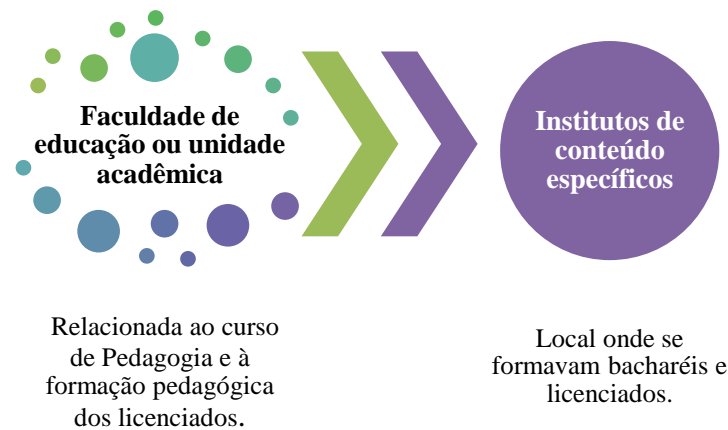 Faculdade de
educação ou unidade
acadêmica
Institutos de
conteúdo
específicos
Relacionada ao curso
de Pedagogia e à
formação pedagógica
dos licenciados.
Local onde se
formavam bacharéis e
licenciados.